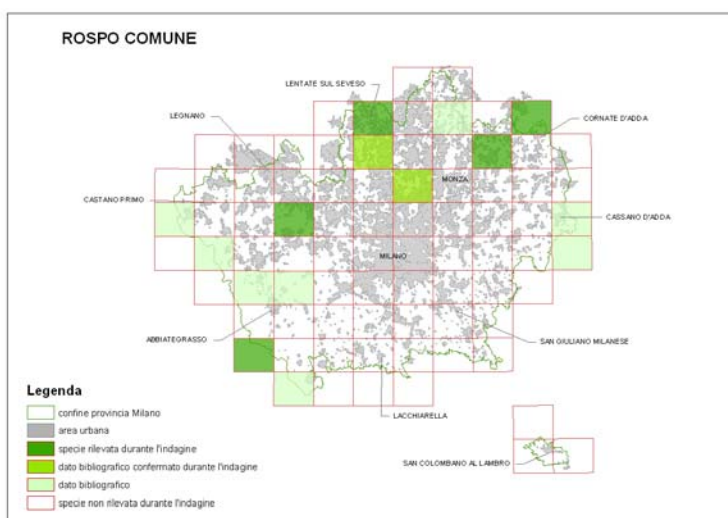 ROSPO COMUNE
LENTATE SUL SEVESO
LEGNANO
CORNATE D'ADDA
MONZA
CASTANO PRIMO
CASSANO D'ADDA
MILANO
ABBIATEGRASSO
SAN GIULIANO MILANESE
LACCHIARELLA
SAN COLOMBANO AL LAMBRO
Legenda
confine provincia Milano
area urbana
specie rilevata durante l'indagine
dato bibliografico confermato durante l'indagine
dato bibliografico
specie non rilevata durante l'indagine